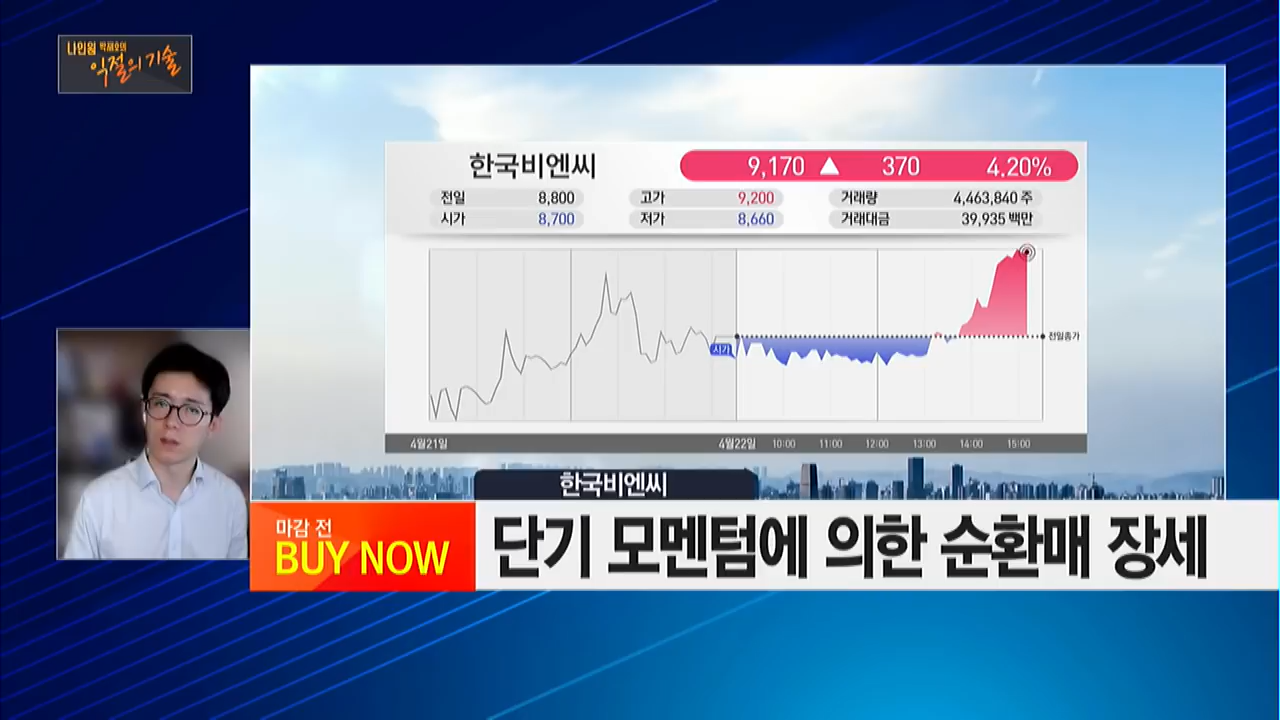 나인원 박재호의
익절의 기술
한국비엔씨 9,170 ▲ 370 4.20%
전일 8,800 고가 9,200 거래량 4,463,840 주
시가 8,700 저가 8,660 거래대금 39,935 백만
전일종가
시가
4월21일 4월22일 10:00 11:00 12:00 13:00 14:00 15:00
한국비엔씨
마감 전
BUY NOW
단기 모멘텀에 의한 순환매 장세